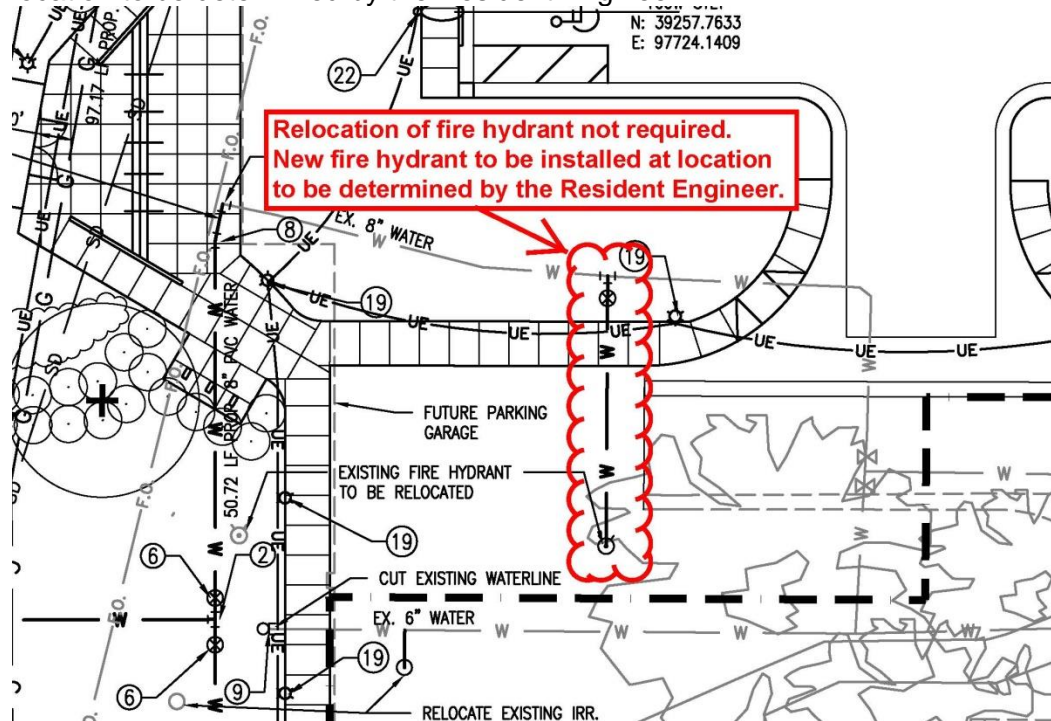 N: 39257.7633
E: 97724.1409
22
97.17 LF PROP.
UE
G
SD
F.O.
Relocation of fire hydrant not required.
New fire hydrant to be installed at location
to be determined by the Resident Engineer.
8
EX. 8" WATER
W
19
19
UE
UE
UE
UE
UE
UE
50.72 LF PROP. 8" PVC WATER
FUTURE PARKING
GARAGE
EXISTING FIRE HYDRANT
TO BE RELOCATED
19
6
2
CUT EXISTING WATERLINE
EX. 6" WATER
W
W
W
W
W
6
9
19
RELOCATE EXISTING IRR.